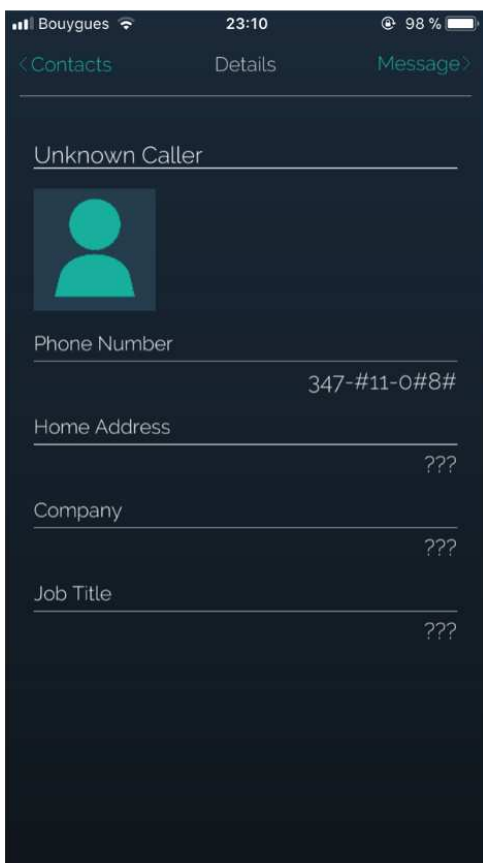 Bouygues 23:10 98 %
<Contacts Details Message>
Unknown Caller
Phone Number
347-#11-0#8#
Home Address
???
Company
???
Job Title
???